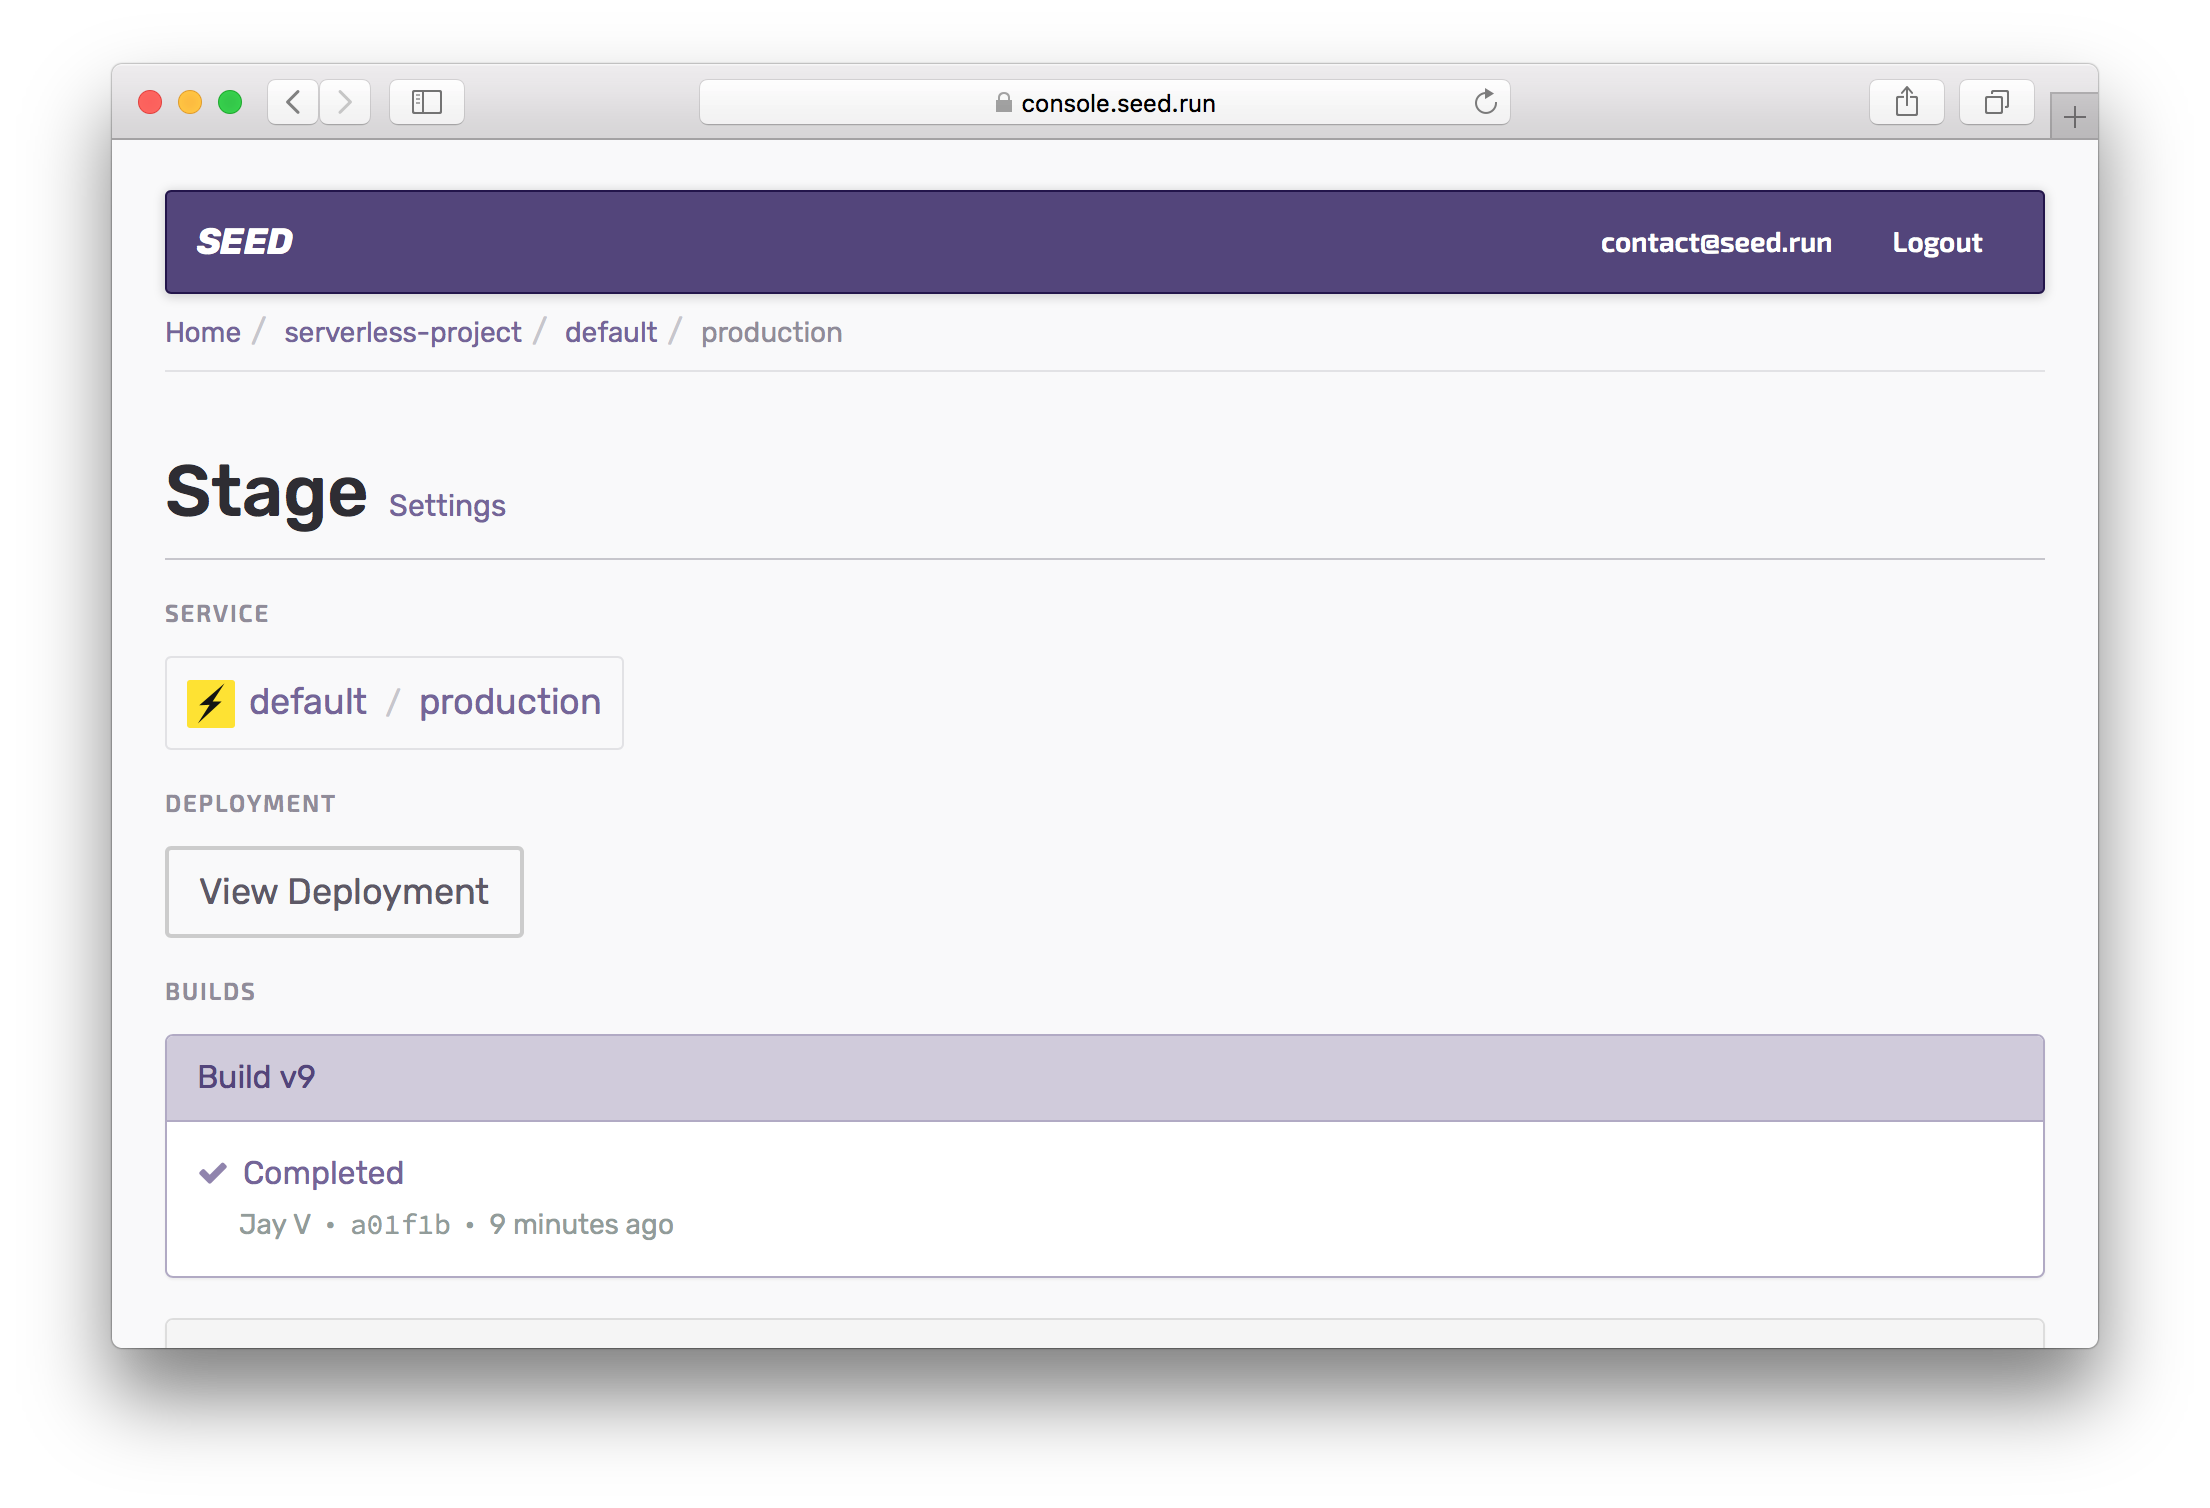 console.seed.run
SEED contact@seed.run Logout
Home / serverless-project / default / production
Stage Settings
SERVICE
default / production
DEPLOYMENT
View Deployment
BUILDS
Build v9
Completed
Jay V • a01f1b • 9 minutes ago